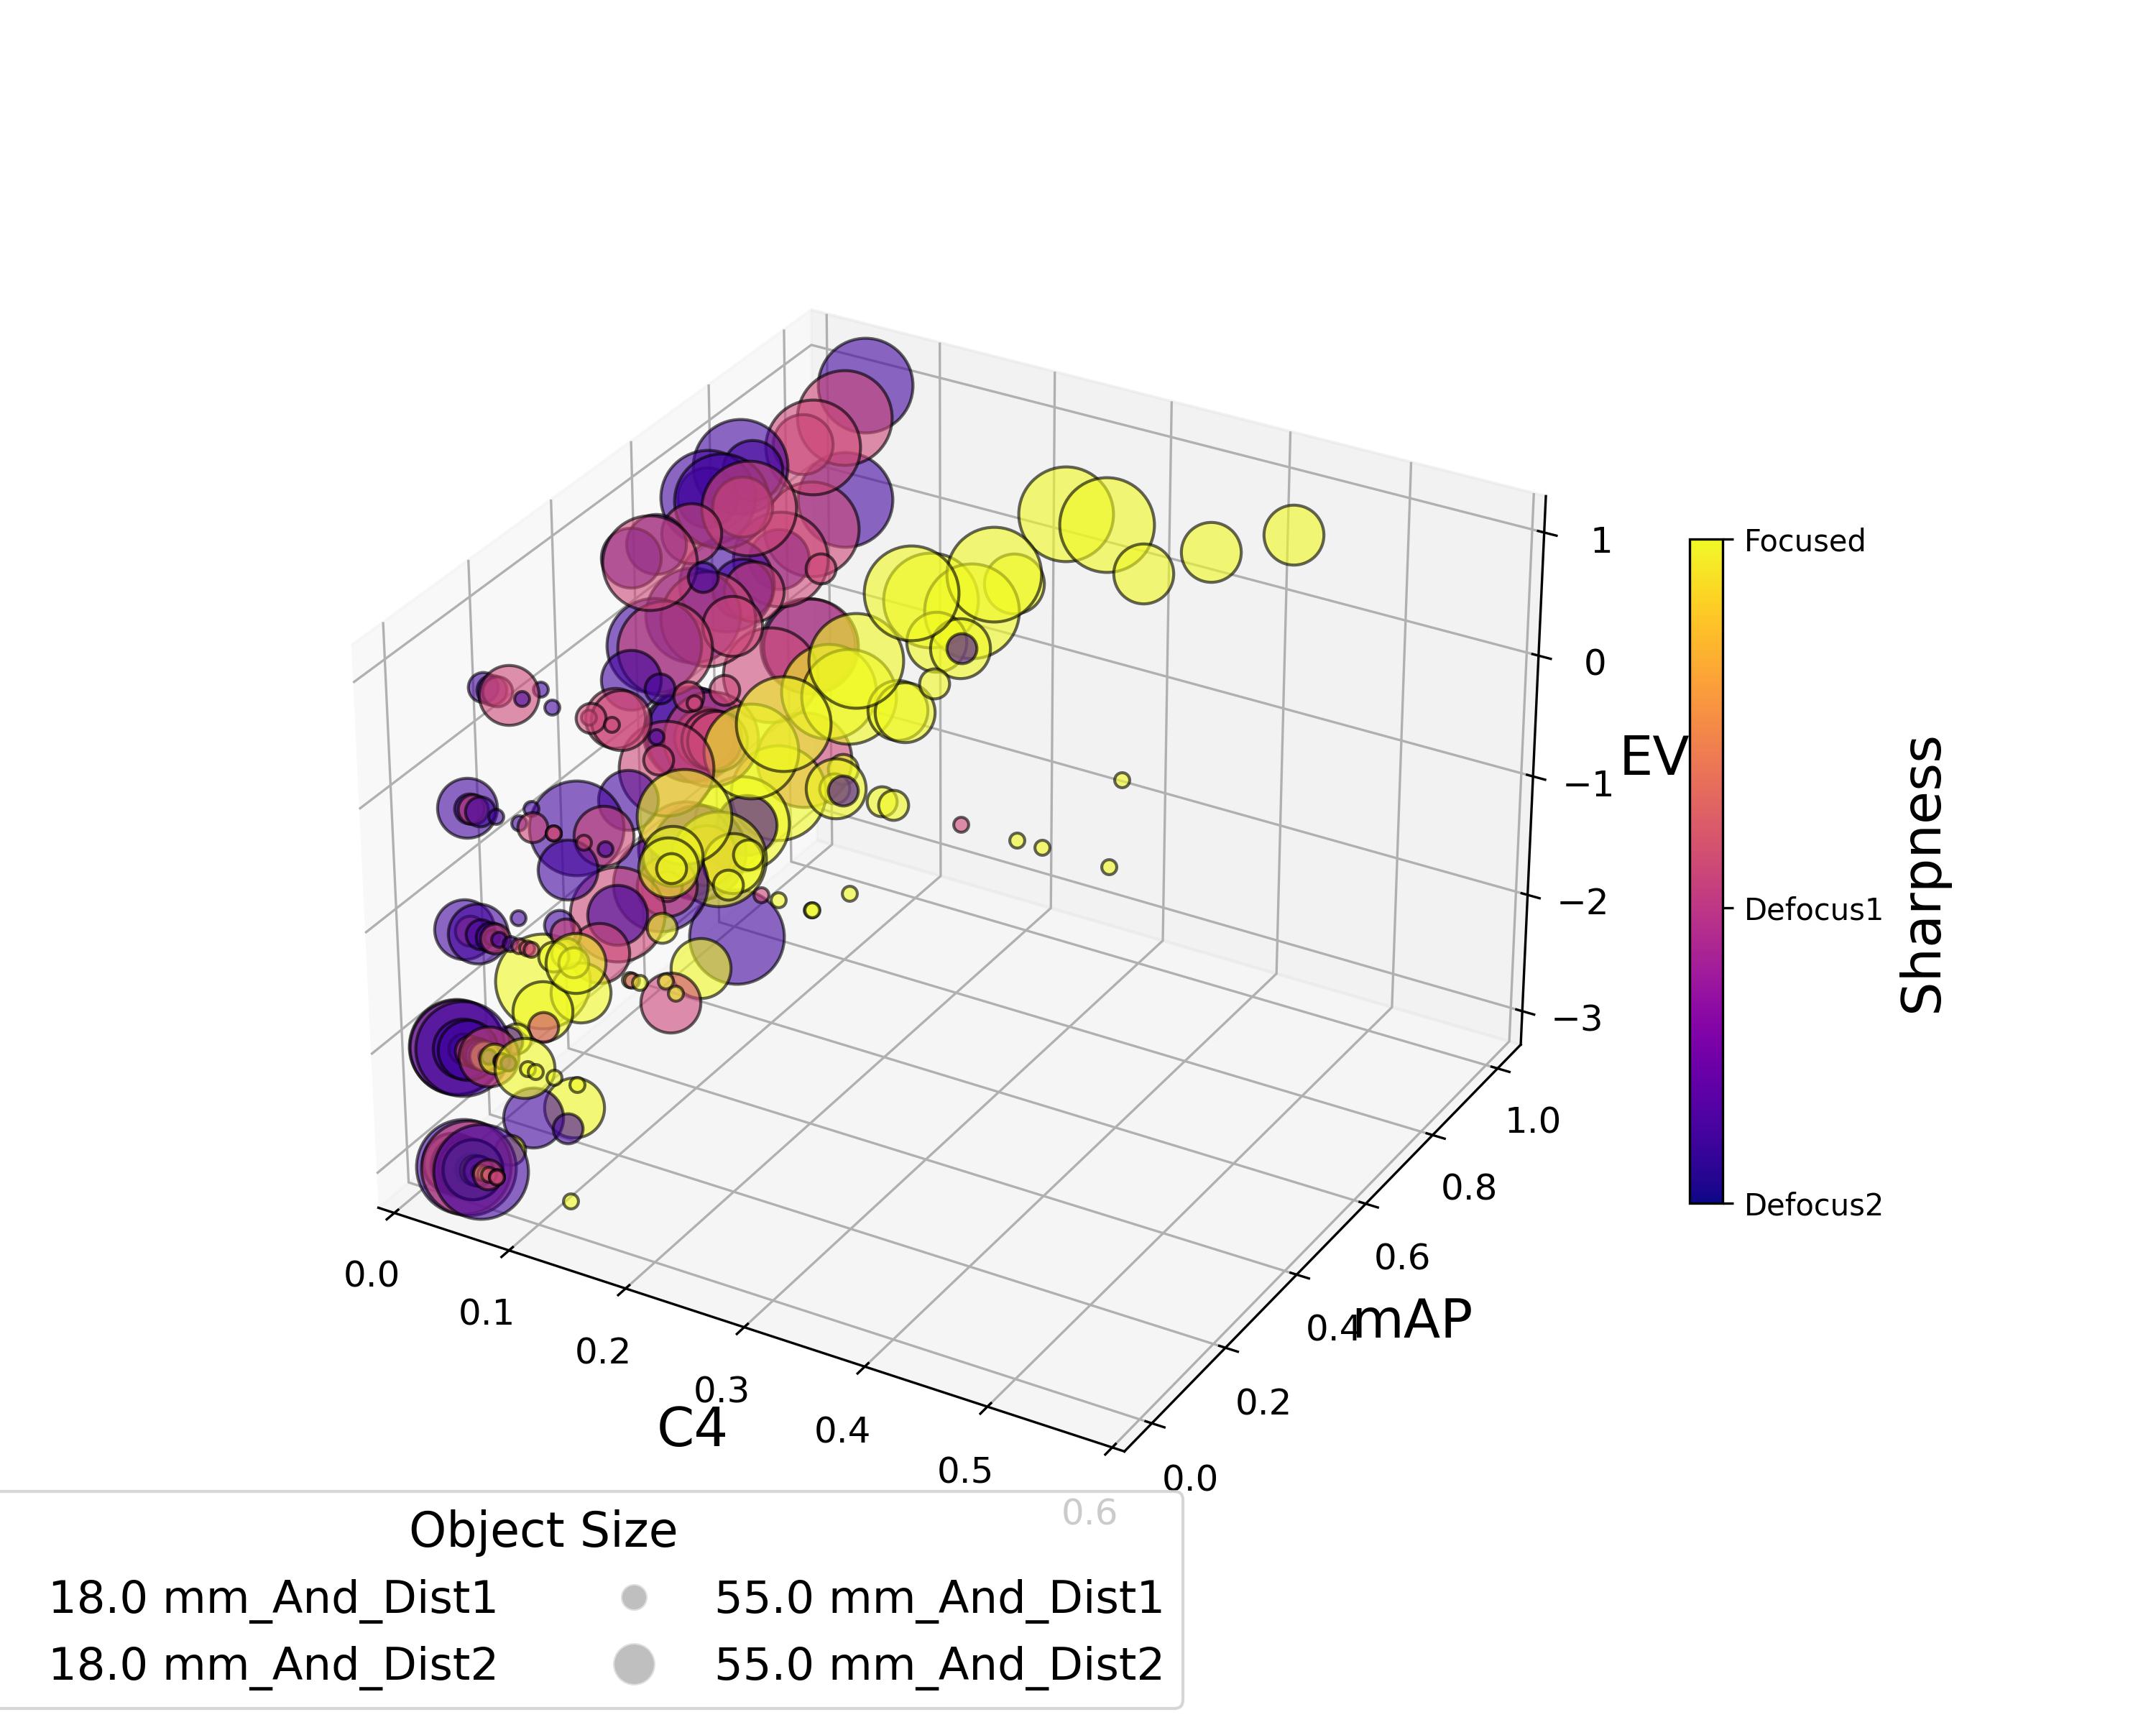 1
0
−1
−2
−3
EV
Focused
Defocus1
Defocus2
Sharpness
1.0
0.8
0.6
0.4
0.2
0.0
mAP
0.0
0.1
0.2
0.3
0.4
0.5
0.6
C4
Object Size
18.0 mm_And_Dist1 55.0 mm_And_Dist1
18.0 mm_And_Dist2 55.0 mm_And_Dist2